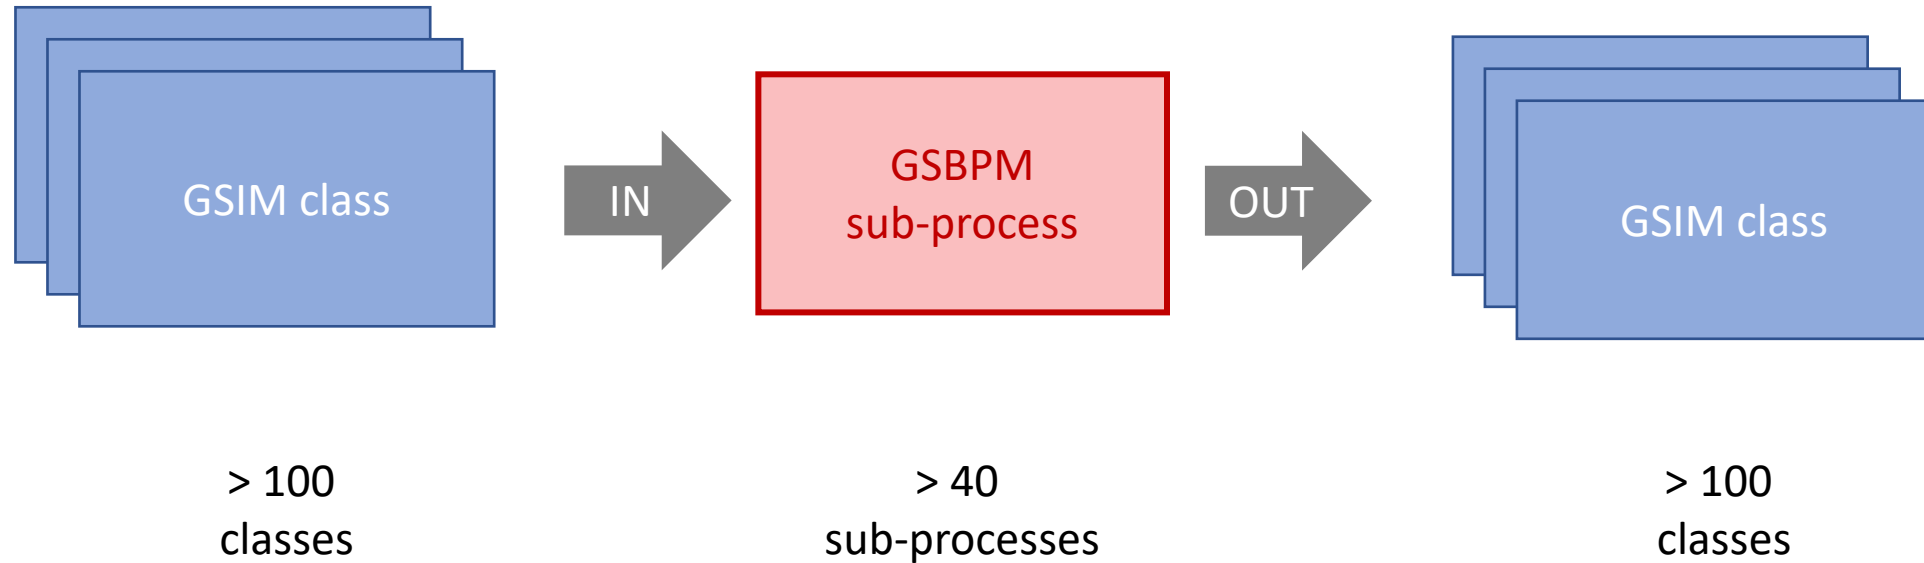 GSIM class
IN
GSBPM
sub-process
OUT
GSIM class
> 100
classes
> 40
sub-processes
> 100
classes